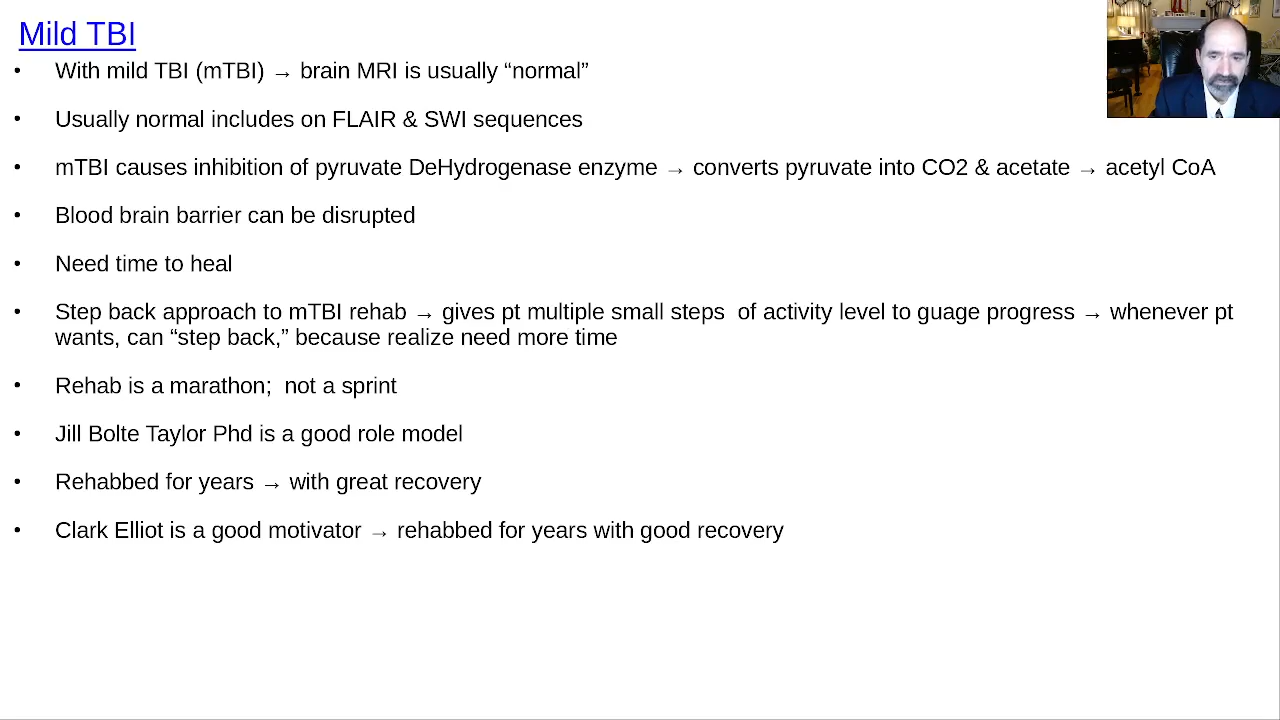 Mild TBI
• With mild TBI (mTBI) → brain MRI is usually “normal”
• Usually normal includes on FLAIR & SWI sequences
• mTBI causes inhibition of pyruvate DeHydrogenase enzyme → converts pyruvate into CO2 & acetate → acetyl CoA
• Blood brain barrier can be disrupted
• Need time to heal
• Step back approach to mTBI rehab → gives pt multiple small steps  of activity level to guage progress → whenever pt
wants, can “step back,” because realize need more time
• Rehab is a marathon;  not a sprint
• Jill Bolte Taylor Phd is a good role model
• Rehabbed for years → with great recovery
• Clark Elliot is a good motivator → rehabbed for years with good recovery